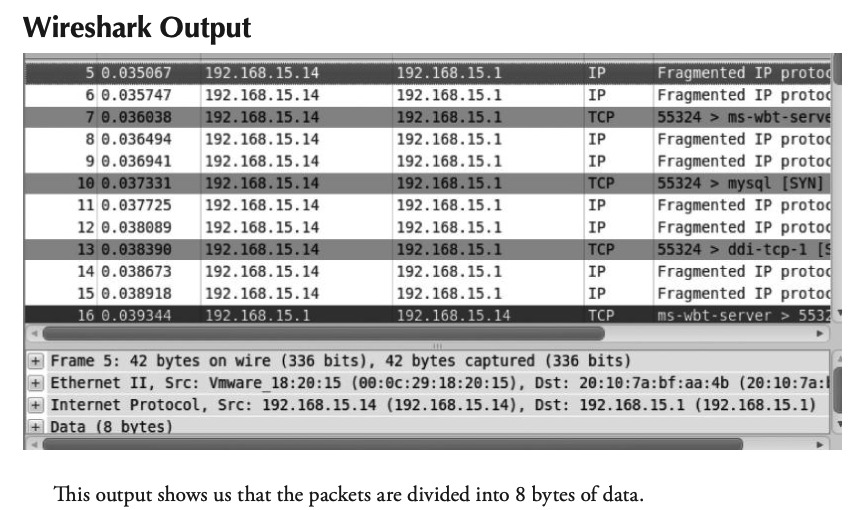 Wireshark Output
5 0.035067 192.168.15.14 192.168.15.1 IP Fragmented IP protoc
6 0.035747 192.168.15.14 192.168.15.1 IP Fragmented IP protoc
7 0.036038 192.168.15.14 192.168.15.1 TCP 55324 > ms-wbt-serve
8 0.036494 192.168.15.14 192.168.15.1 IP Fragmented IP protoc
9 0.036941 192.168.15.14 192.168.15.1 IP Fragmented IP protoc
10 0.037331 192.168.15.14 192.168.15.1 TCP 55324 > mysql [SYN]
11 0.037725 192.168.15.14 192.168.15.1 IP Fragmented IP protoc
12 0.038089 192.168.15.14 192.168.15.1 IP Fragmented IP protoc
13 0.038390 192.168.15.14 192.168.15.1 TCP 55324 > ddi-tcp-1 [S
14 0.038673 192.168.15.14 192.168.15.1 IP Fragmented IP protoc
15 0.038918 192.168.15.14 192.168.15.1 IP Fragmented IP protoc
16 0.039344 192.168.15.1 192.168.15.14 TCP ms-wbt-server > 5532
Frame 5: 42 bytes on wire (336 bits), 42 bytes captured (336 bits)
Ethernet II, Src: Vmware_18:20:15 (00:0c:29:18:20:15), Dst: 20:10:7a:bf:aa:4b (20:10:7a:
Internet Protocol, Src: 192.168.15.14 (192.168.15.14), Dst: 192.168.15.1 (192.168.15.1)
Data (8 bytes)
This output shows us that the packets are divided into 8 bytes of data.